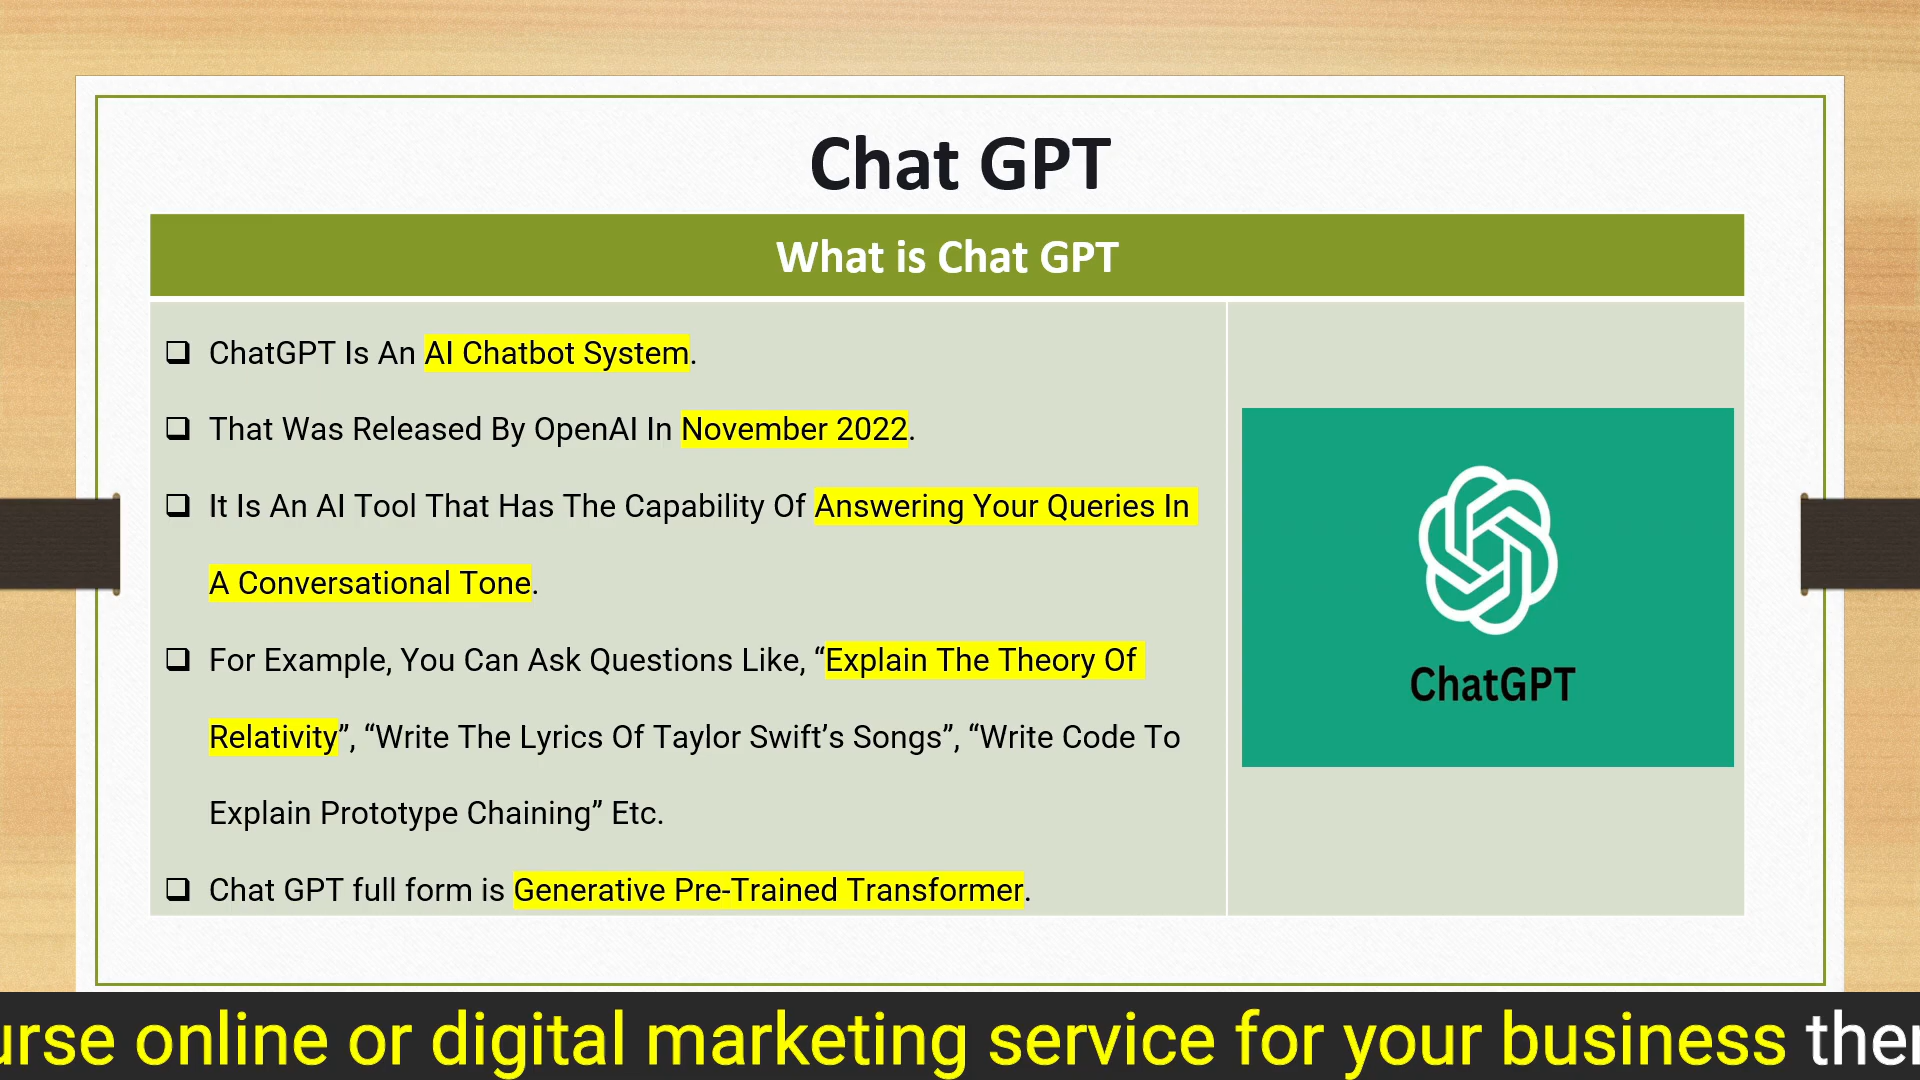 Chat GPT
What is Chat GPT
ChatGPT Is An AI Chatbot System.
That Was Released By OpenAI In November 2022.
It Is An AI Tool That Has The Capability Of Answering Your Queries In
A Conversational Tone.
For Example, You Can Ask Questions Like, “Explain The Theory Of
Relativity”, “Write The Lyrics Of Taylor Swift’s Songs”, “Write Code To
Explain Prototype Chaining” Etc.
Chat GPT full form is Generative Pre-Trained Transformer.
ChatGPT
online or digital marketing service for your business